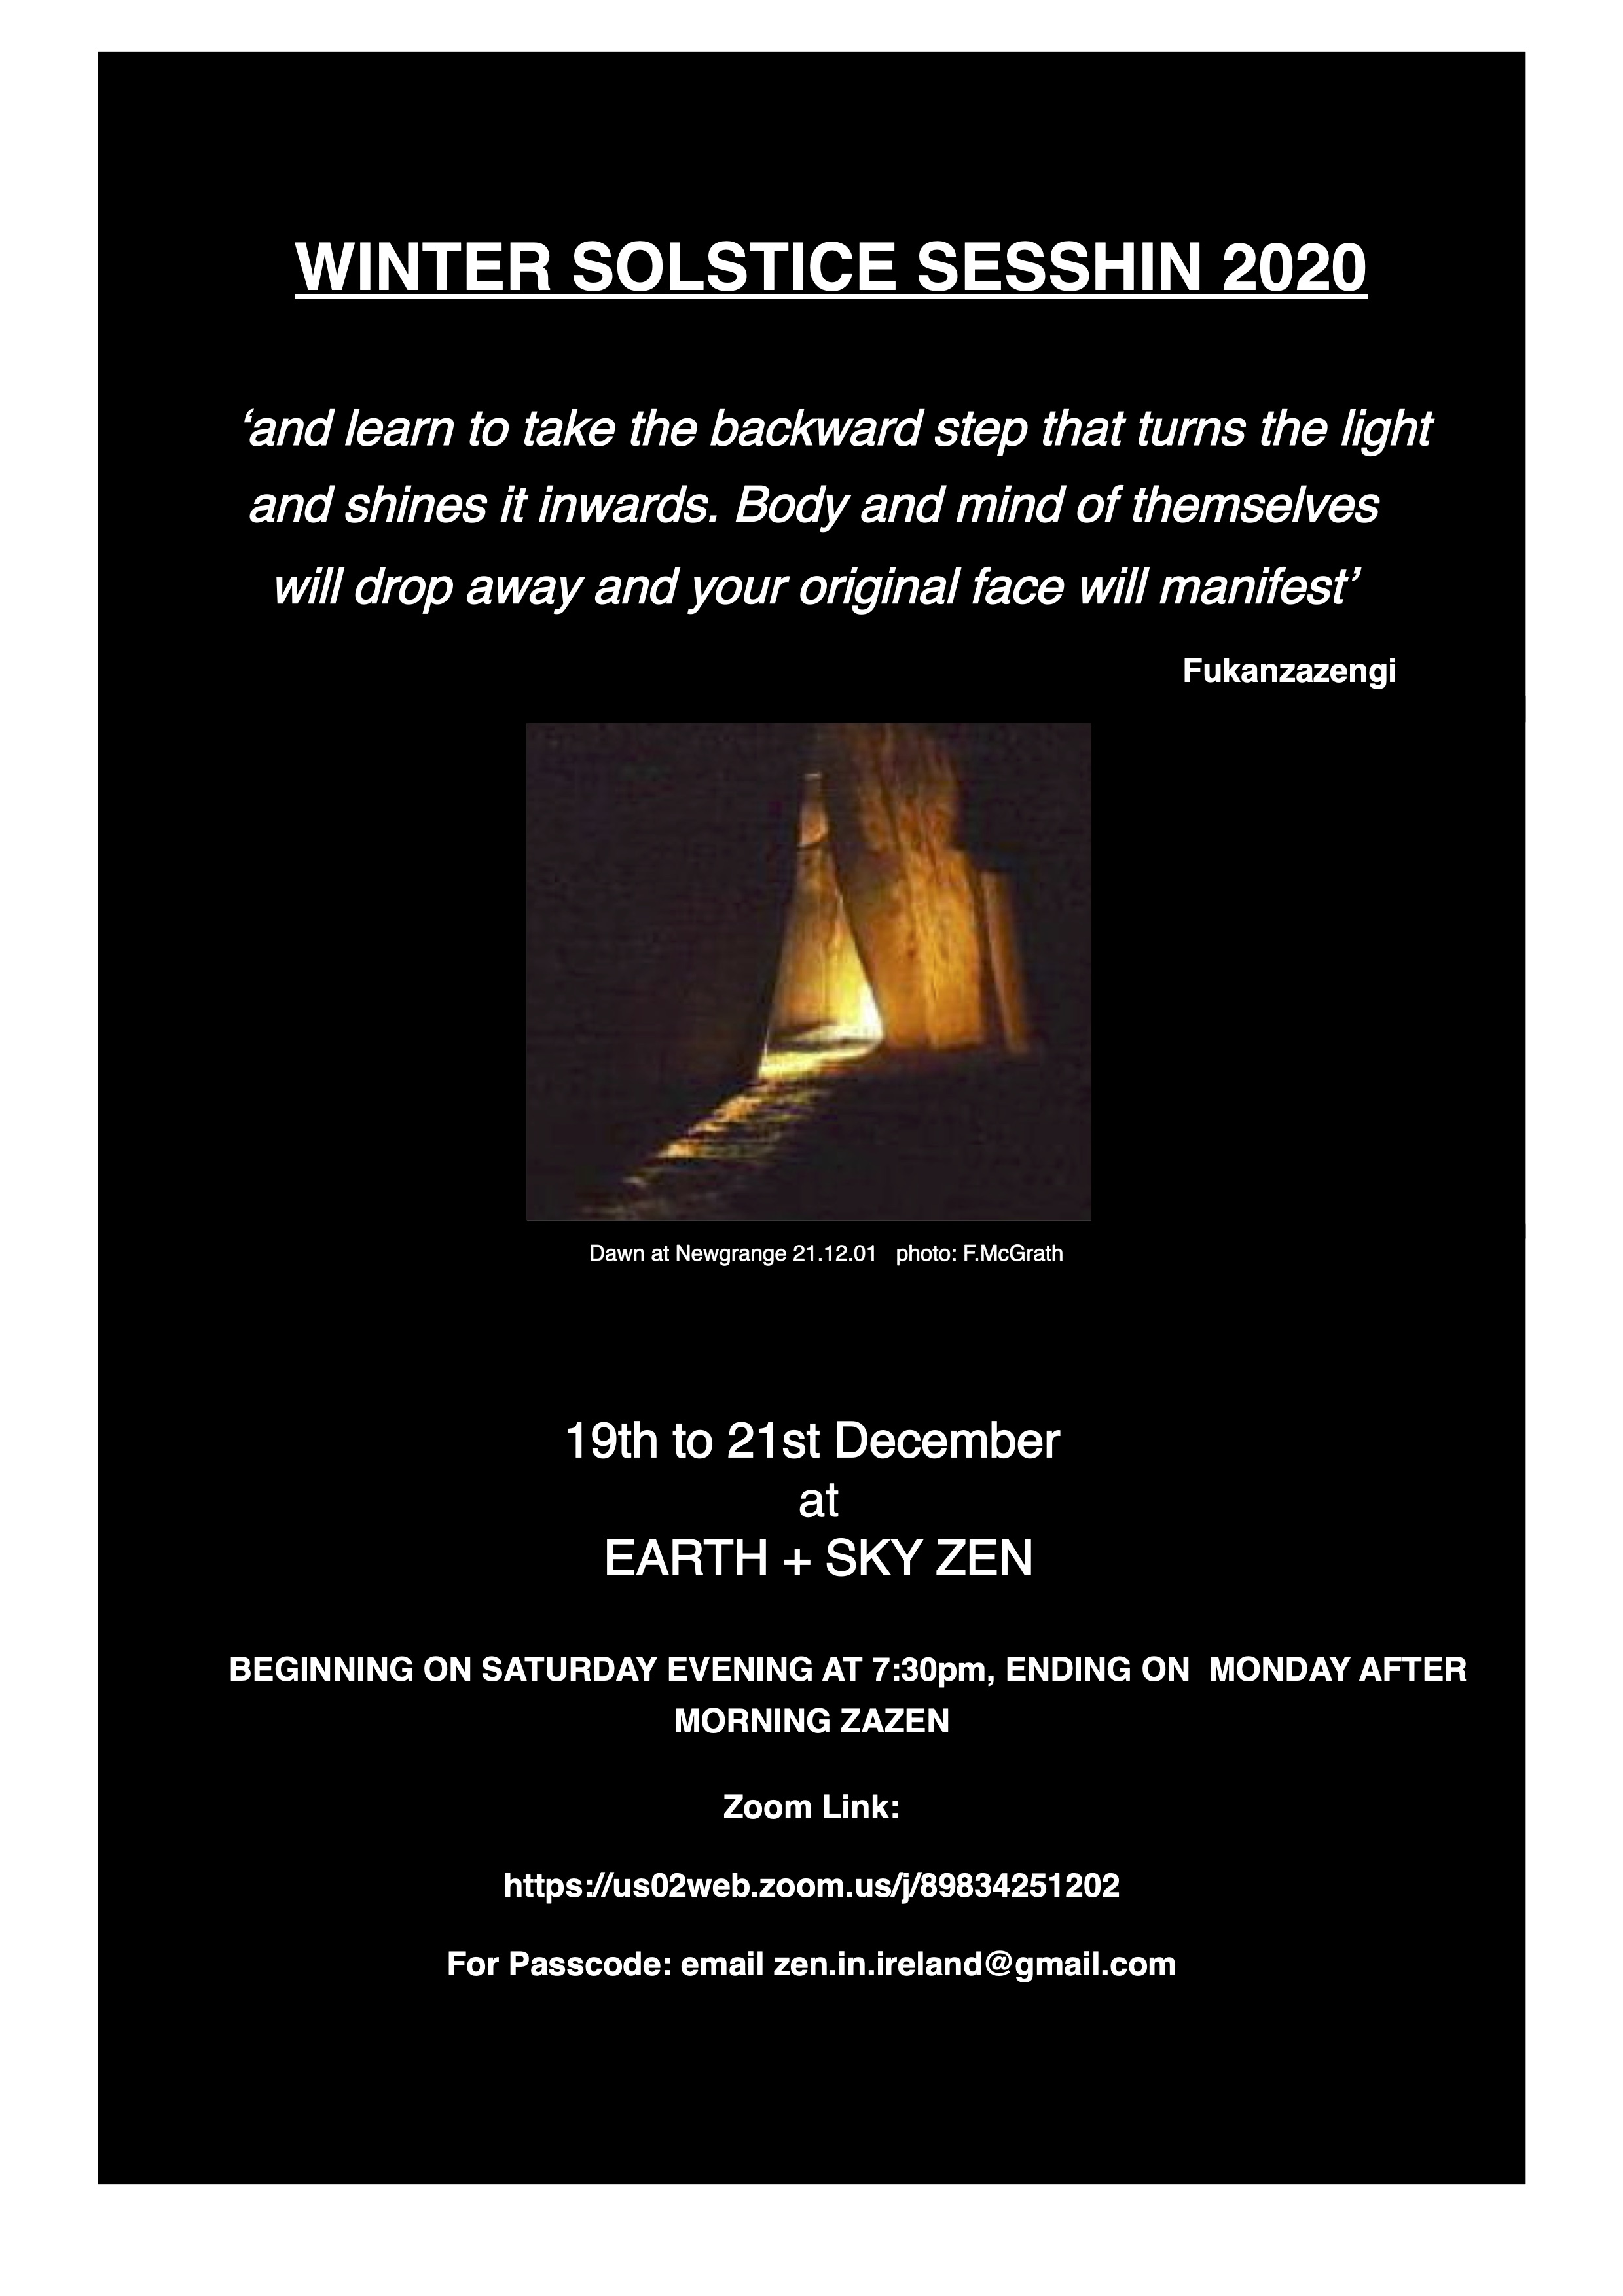 WINTER SOLSTICE SESSHIN 2020
‘and learn to take the backward step that turns the light
and shines it inwards. Body and mind of themselves
will drop away and your original face will manifest’
Fukanzazengi
Dawn at Newgrange 21.12.01   photo: F.McGrath
19th to 21st December
at
EARTH + SKY ZEN
BEGINNING ON SATURDAY EVENING AT 7:30pm, ENDING ON  MONDAY AFTER
MORNING ZAZEN
Zoom Link:
https://us02web.zoom.us/j/89834251202
For Passcode: email zen.in.ireland@gmail.com